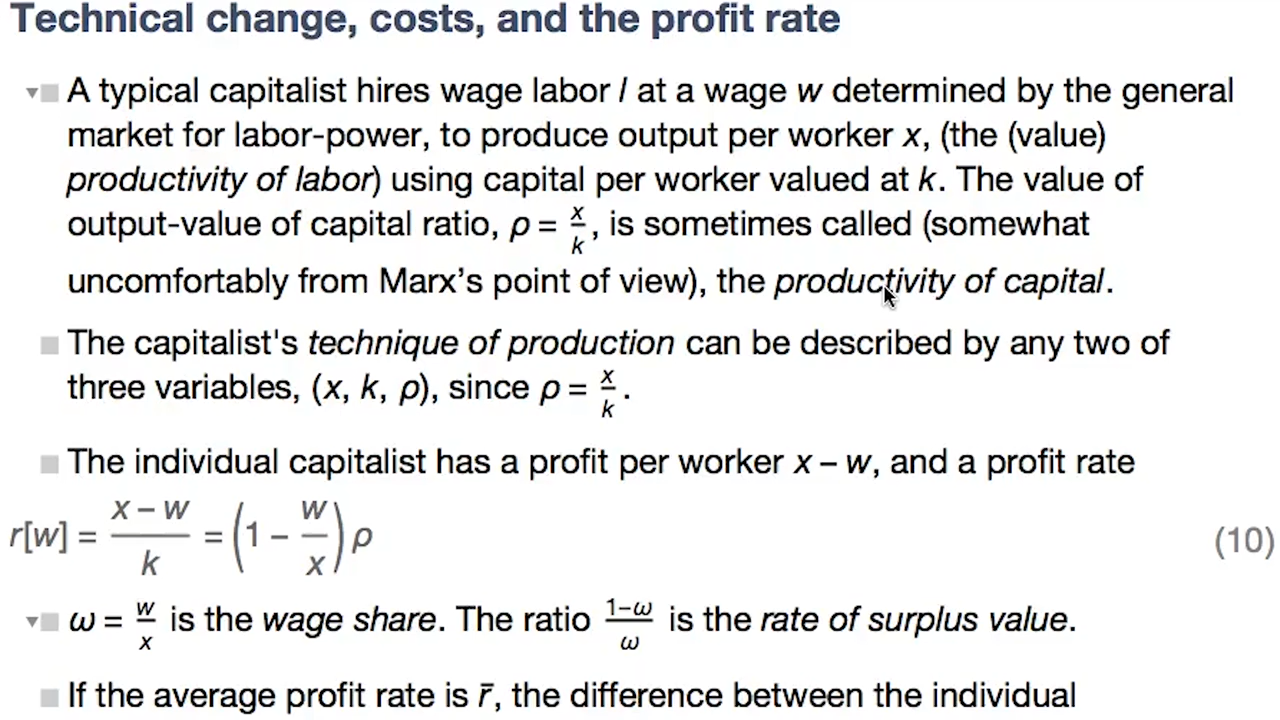 Technical change, costs, and the profit rate
A typical capitalist hires wage labor l at a wage w determined by the general
market for labor-power, to produce output per worker x, (the (value)
productivity of labor) using capital per worker valued at k. The value of
output-value of capital ratio, ρ = x/k, is sometimes called (somewhat
uncomfortably from Marx's point of view), the productivity of capital.
The capitalist's technique of production can be described by any two of
three variables, (x, k, ρ), since ρ = x/k.
The individual capitalist has a profit per worker x – w, and a profit rate
r[w] = (x – w)/k = (1 – w/x) ρ (10)
ω = w/x is the wage share. The ratio (1–ω)/ω is the rate of surplus value.
If the average profit rate is r̄, the difference between the individual